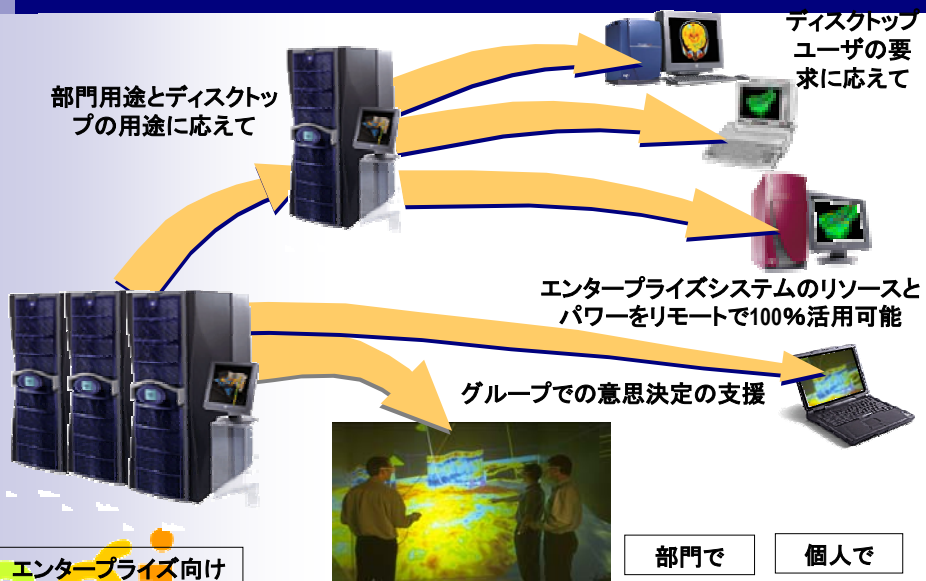 ディスクトップ
ユーザの要
求に応えて
部門用途とディスクトッ
プの用途に応えて
エンタープライズシステムのリソースと
パワーをリモートで100%活用可能
グループでの意思決定の支援
部門で
個人で
エンタープライズ向け